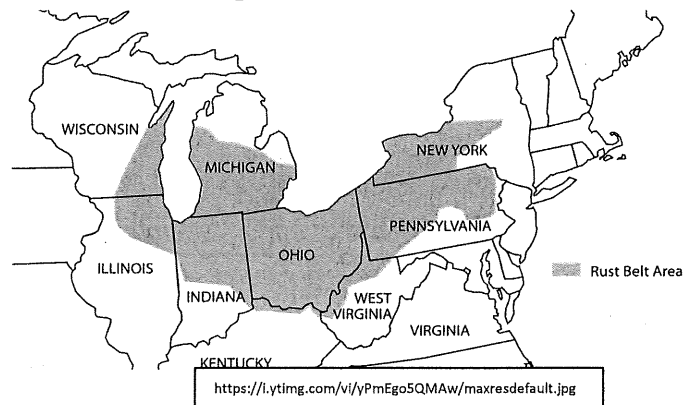 WISCONSIN
MICHIGAN
NEW YORK
PENNSYLVANIA
OHIO
ILLINOIS
INDIANA
WEST
VIRGINIA
VIRGINIA
KENTUCKY
Rust Belt Area
https://i.ytimg.com/vi/yPmEgo5QMAw/maxresdefault.jpg